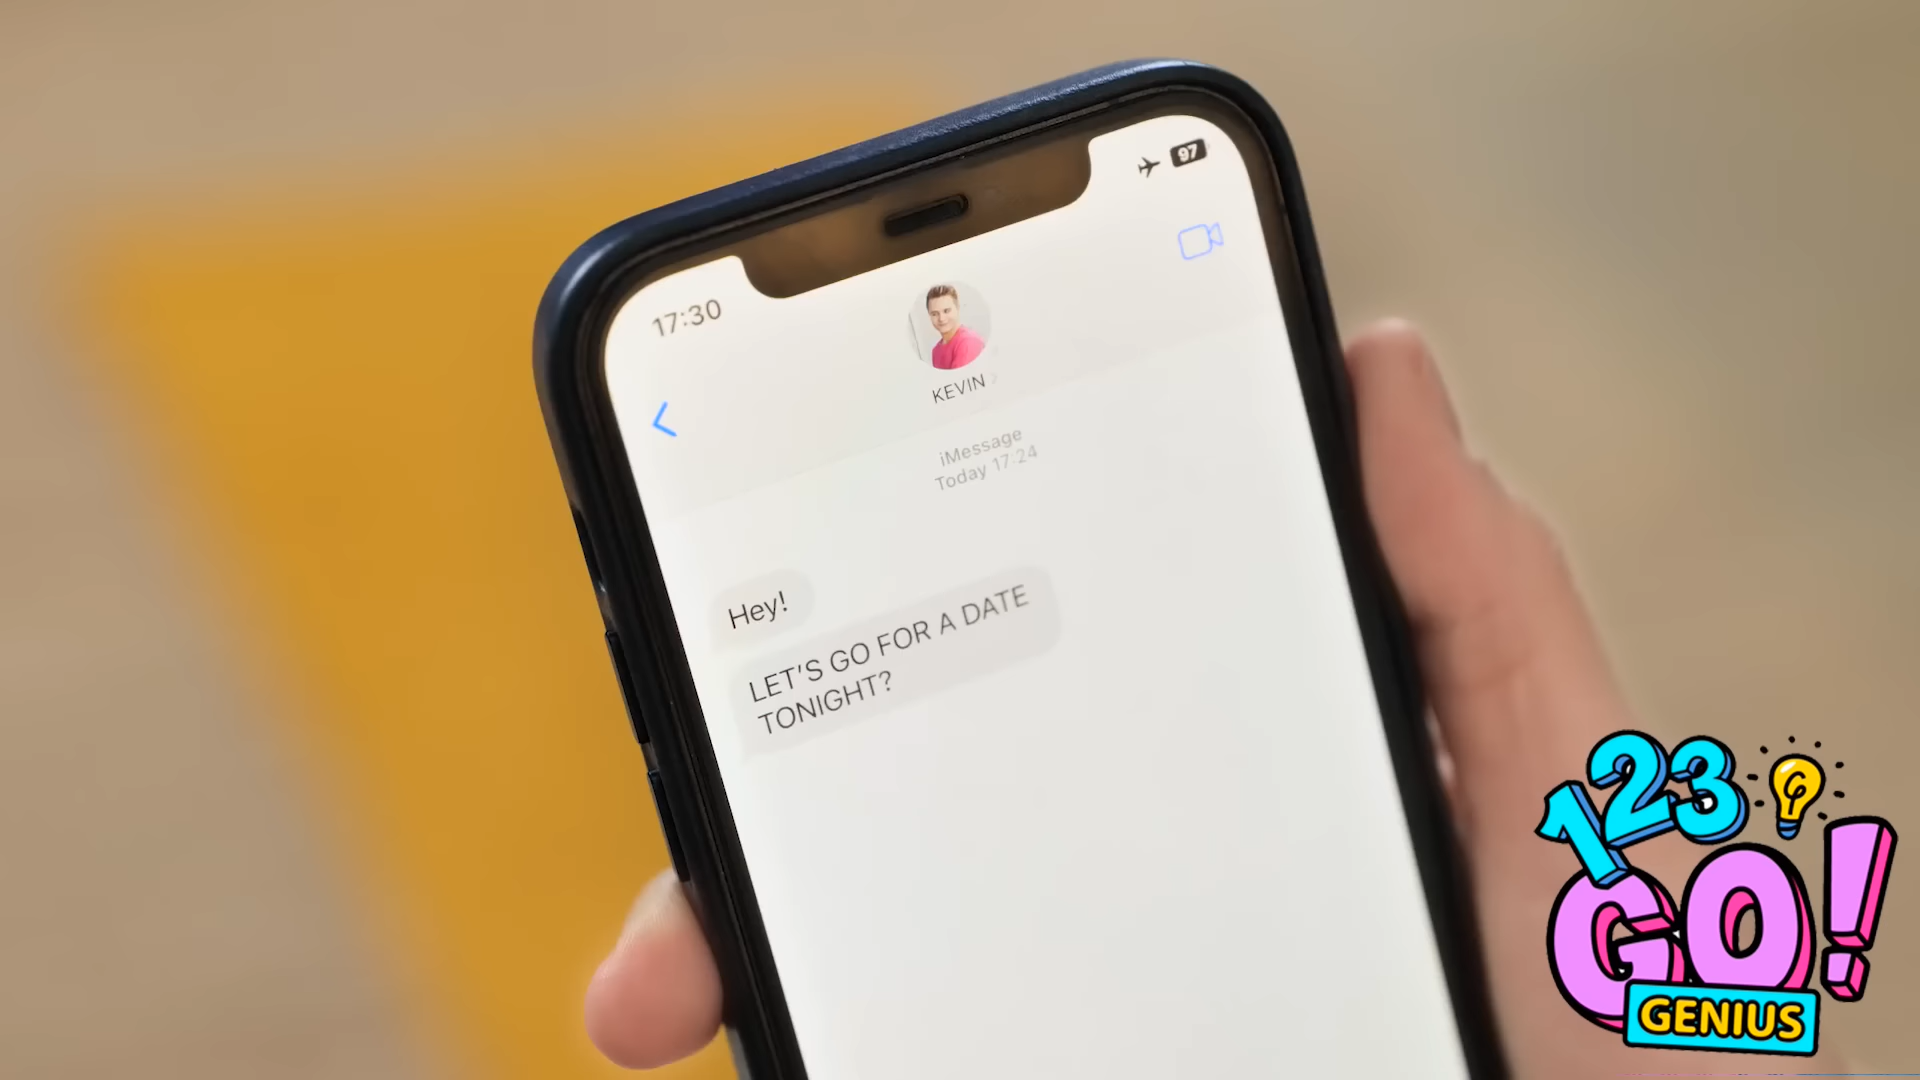 17:30
97
KEVIN
iMessage
Today 17:24
Hey!
LET'S GO FOR A DATE
TONIGHT?
123
GO!
GENIUS